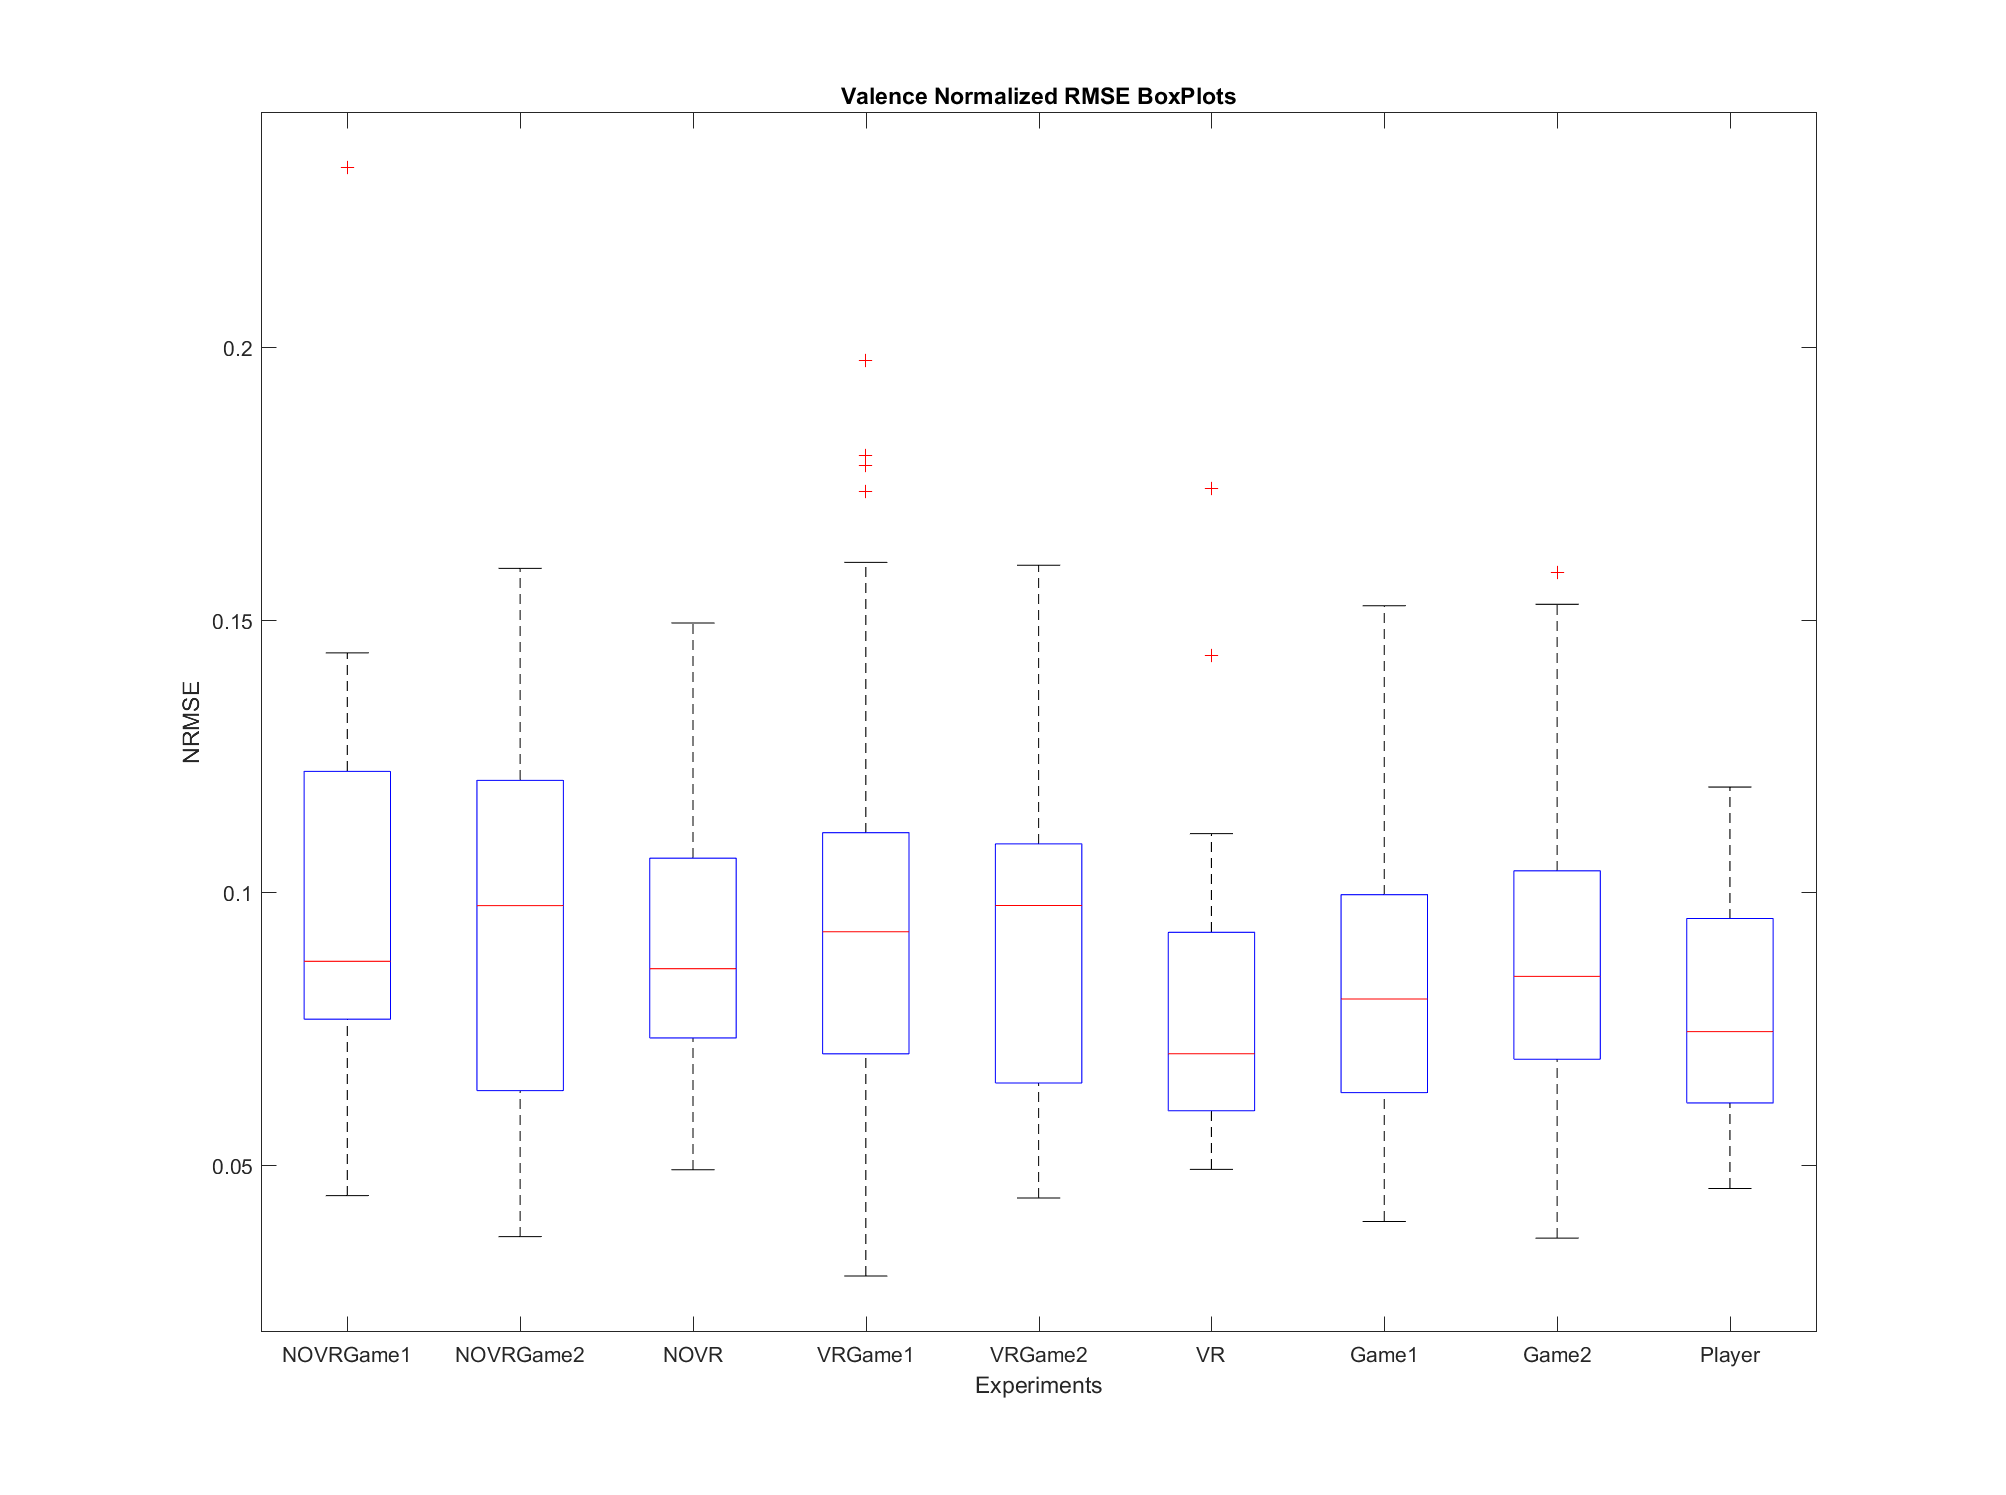 Valence Normalized RMSE BoxPlots
0.2
0.15
0.1
0.05
NRMSE
NOVRGame1 NOVRGame2 NOVR VRGame1 VRGame2 VR Game1 Game2 Player
Experiments